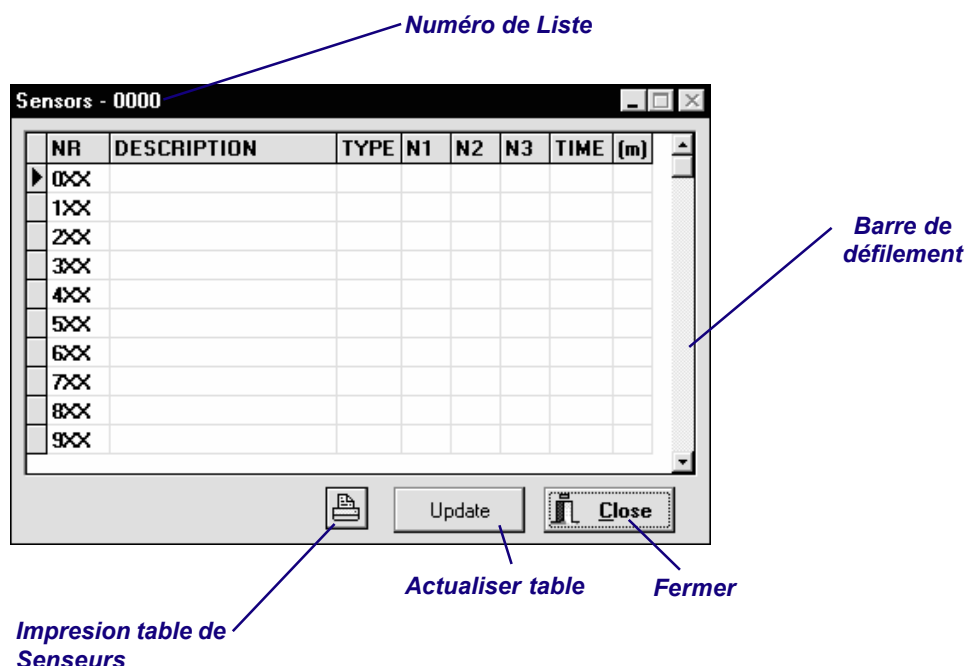 Numéro de Liste
Sensors - 0000
NR DESCRIPTION TYPE N1 N2 N3 TIME (m)
0XX
1XX
2XX
3XX
4XX
5XX
6XX
7XX
8XX
9XX
Barre de
défilement
Update Close
Actualiser table Fermer
Impresion table de
Senseurs